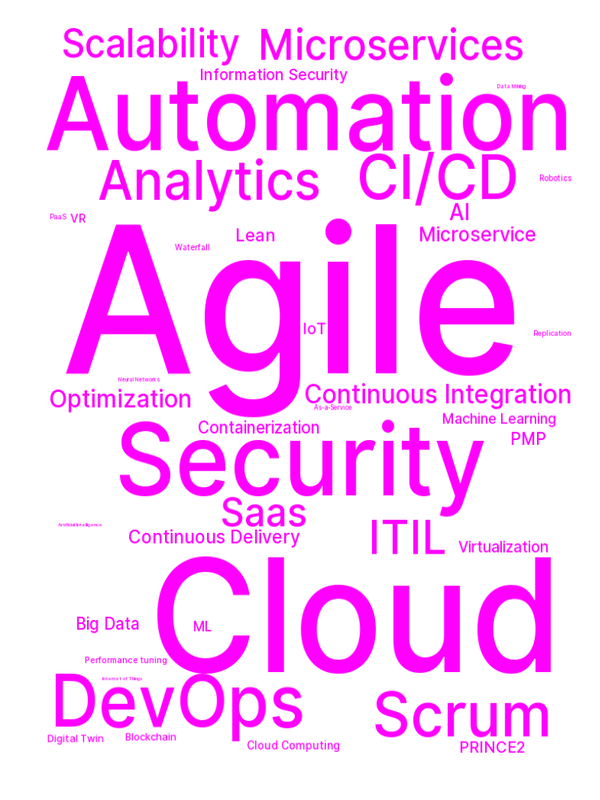 Scalability
Microservices
Information Security
Data Mining
Automation
Analytics
CI/CD
Robotics
PaaS
VR
AI
Microservice
Lean
Waterfall
Agile
IoT
Replication
Neural Networks
Optimization
Continuous Integration
As-a-Service
Machine Learning
Containerization
PMP
Security
Saas
Artificial Intelligence
Continuous Delivery
ITIL
Virtualization
Cloud
Big Data
ML
Performance tuning
Internet of Things
DevOps
Scrum
Digital Twin
Blockchain
Cloud Computing
PRINCE2